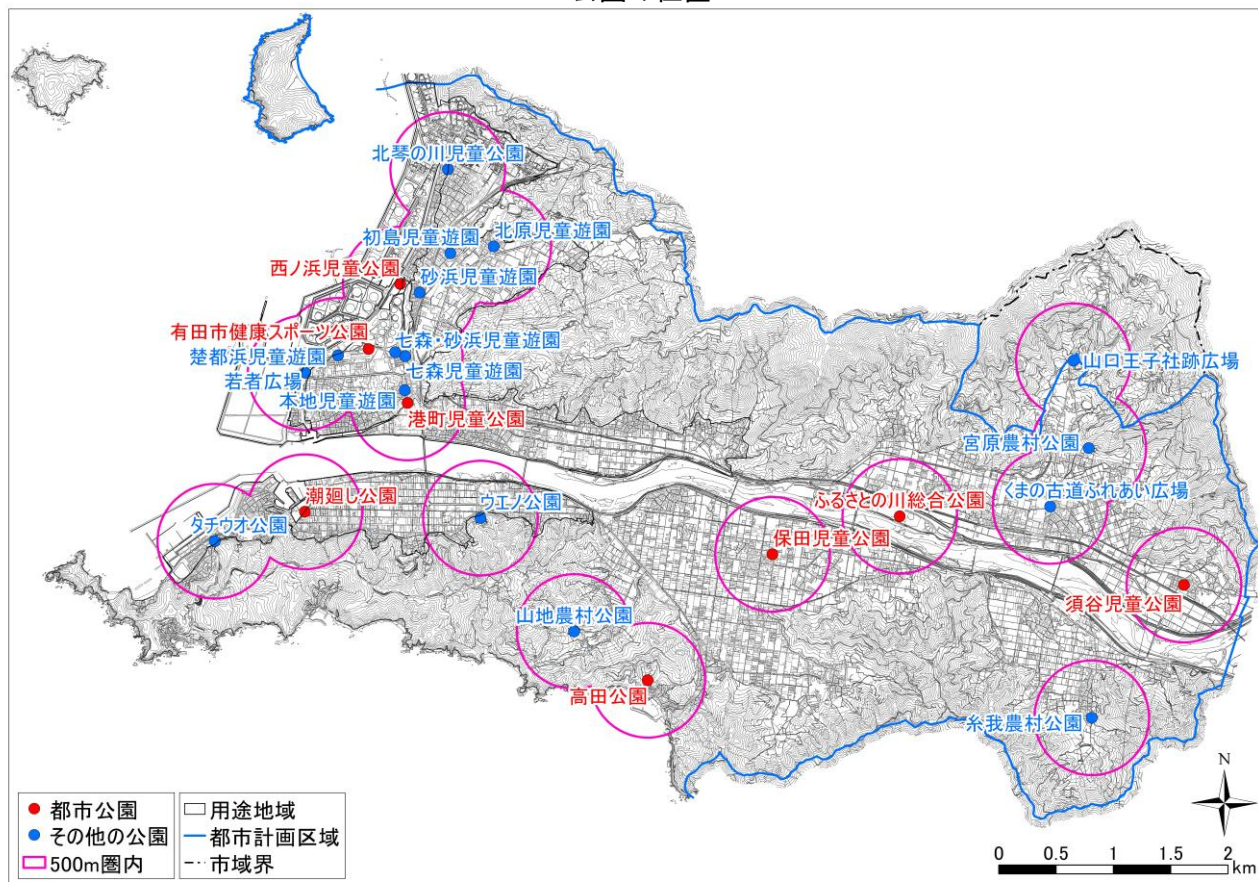 北琴の川児童公園
初島児童遊園
北原児童遊園
西ノ浜児童公園
砂浜児童遊園
有田市健康スポーツ公園
七森・砂浜児童遊園
楚都浜児童遊園
七森児童遊園
若者広場
本地児童遊園
港町児童公園
山口王子社跡広場
宮原農村公園
くまの古道ふれあい広場
潮廻し公園
ウエノ公園
ふるさとの川総合公園
タチウオ公園
保田児童公園
須谷児童公園
山地農村公園
高田公園
糸我農村公園
N
都市公園
その他の公園
500m圏内
用途地域
都市計画区域
市域界
0 0.5 1 1.5 2
km